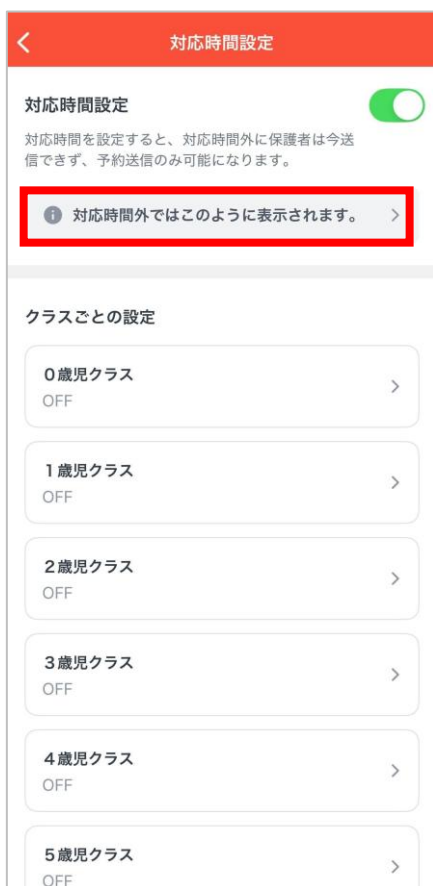 対応時間設定
対応時間設定
対応時間を設定すると、対応時間外に保護者は今送
信できず、予約送信のみ可能になります。
対応時間外ではこのように表示されます。
クラスごとの設定
0歳児クラス
OFF
1歳児クラス
OFF
2歳児クラス
OFF
3歳児クラス
OFF
4歳児クラス
OFF
5歳児クラス
OFF